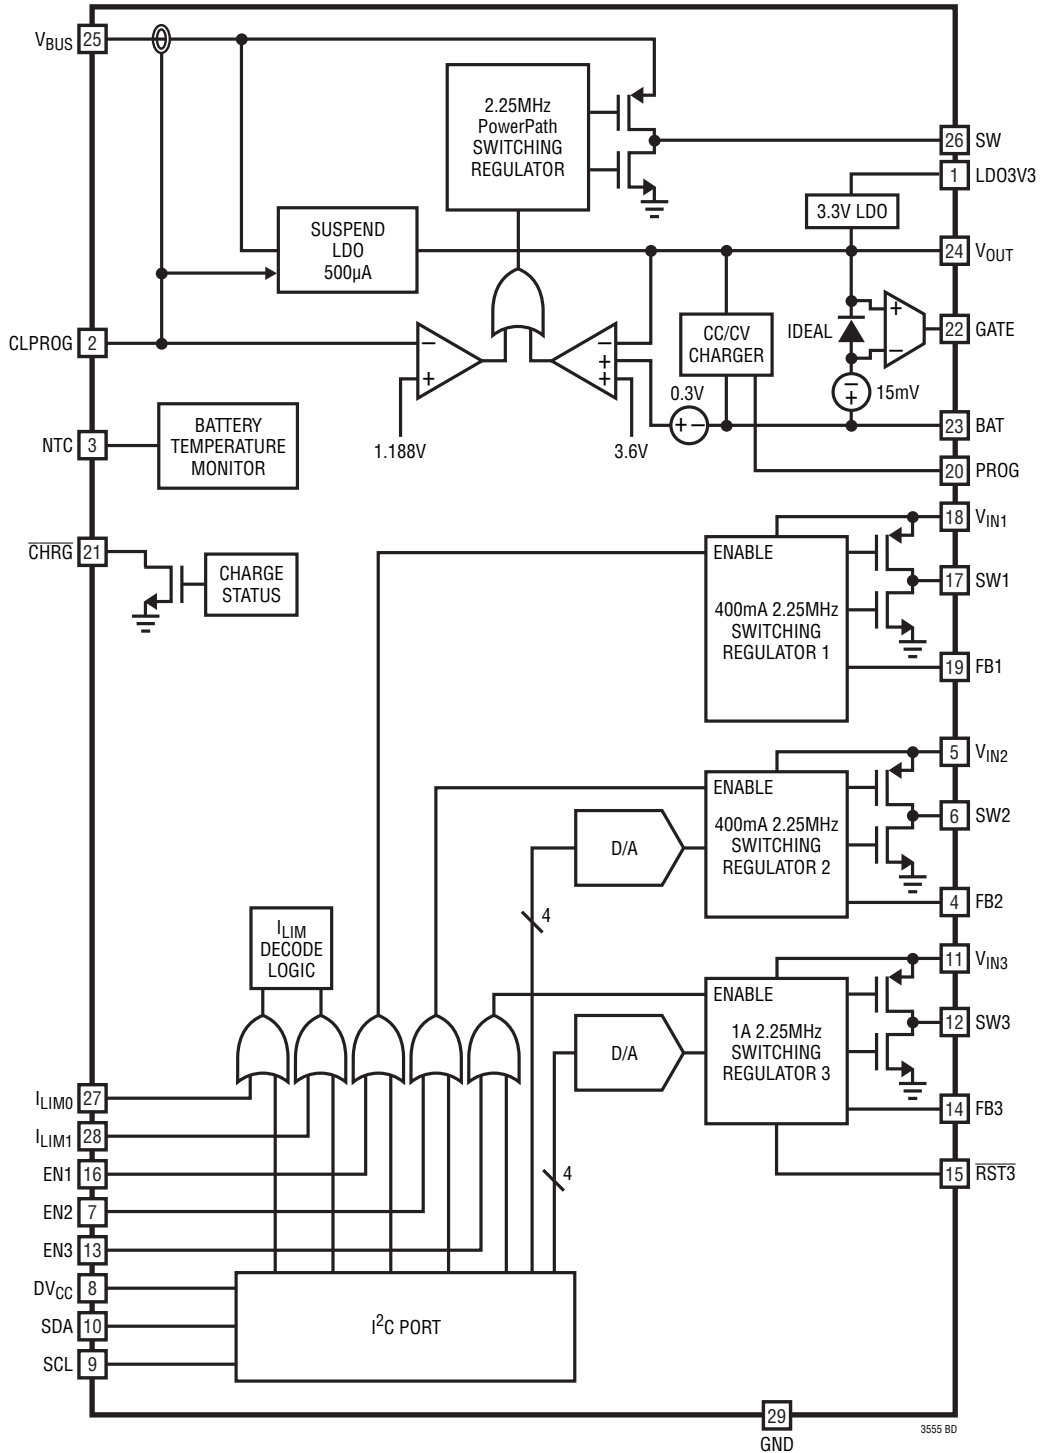 VBUS 25
2.25MHz
PowerPath
SWITCHING
REGULATOR
26 SW
1 LDO3V3
3.3V LDO
SUSPEND
LDO
500µA
24 VOUT
CLPROG 2
−
+
−
+
+
1.188V
3.6V
CC/CV
CHARGER
0.3V
+ −
IDEAL
+
−
22 GATE
−
+
15mV
23 BAT
20 PROG
NTC 3
BATTERY
TEMPERATURE
MONITOR
CHRG 21
CHARGE
STATUS
18 VIN1
ENABLE
400mA 2.25MHz
SWITCHING
REGULATOR 1
17 SW1
19 FB1
5 VIN2
ENABLE
400mA 2.25MHz
SWITCHING
REGULATOR 2
6 SW2
D/A
4 FB2
4
ILIM
DECODE
LOGIC
11 VIN3
ENABLE
1A 2.25MHz
SWITCHING
REGULATOR 3
12 SW3
D/A
14 FB3
4
15 RST3
ILIM0 27
ILIM1 28
EN1 16
EN2 7
EN3 13
DVCC 8
SDA 10
SCL 9
I2C PORT
29
GND
3555 BD